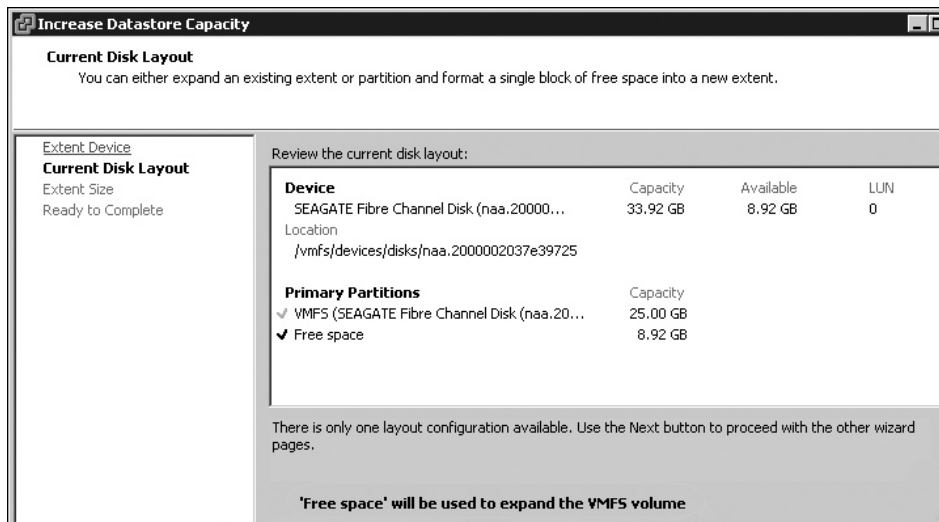 Increase Datastore Capacity
Current Disk Layout
You can either expand an existing extent or partition and format a single block of free space into a new extent.
Extent Device
Current Disk Layout
Extent Size
Ready to Complete
Review the current disk layout:
Device Capacity Available LUN
SEAGATE Fibre Channel Disk (naa.20000... 33.92 GB 8.92 GB 0
Location
/vmfs/devices/disks/naa.2000002037e39725
Primary Partitions Capacity
VMFS (SEAGATE Fibre Channel Disk (naa.20... 25.00 GB
Free space 8.92 GB
There is only one layout configuration available. Use the Next button to proceed with the other wizard
pages.
'Free space' will be used to expand the VMFS volume